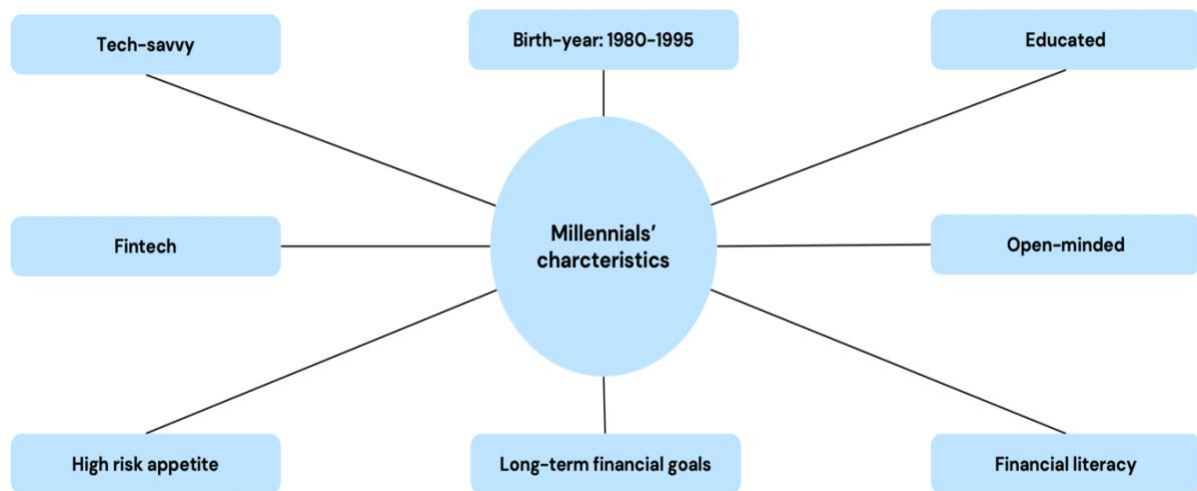 Tech-savvy
Birth-year: 1980-1995
Educated
Fintech
Millennials'
charcteristics
Open-minded
High risk appetite
Long-term financial goals
Financial literacy